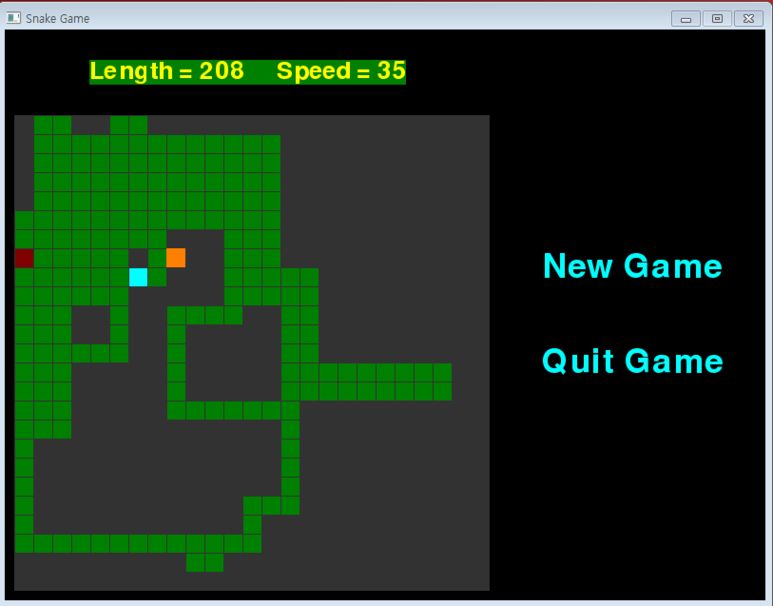 Snake Game
Length = 208 Speed = 35
New Game
Quit Game